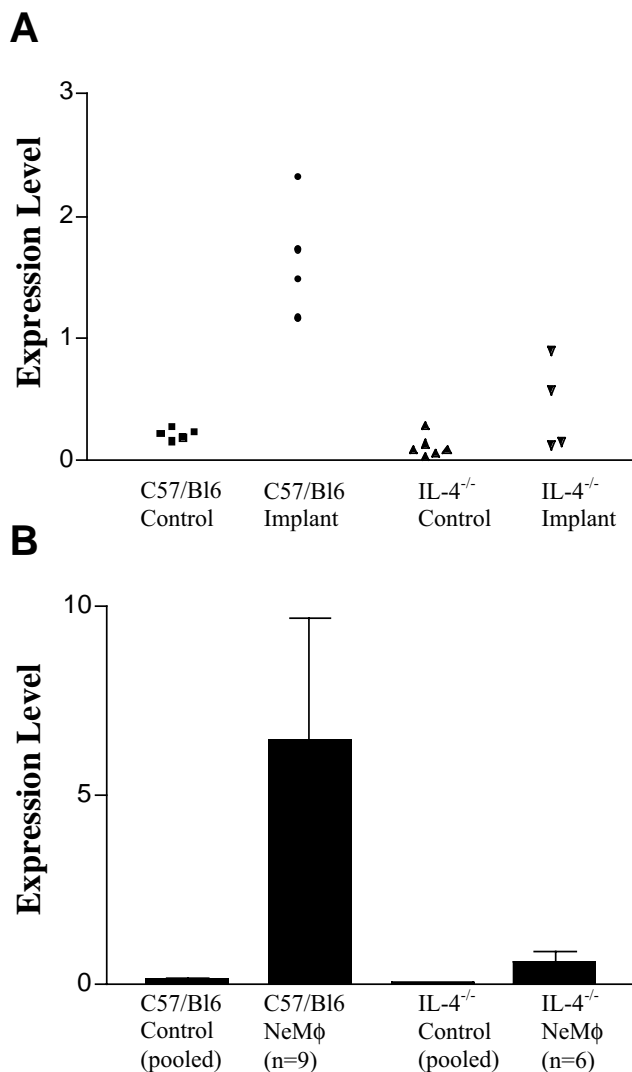 A
Expression Level
3
2
1
0
C57/Bl6 Control
C57/Bl6 Implant
IL-4-/- Control
IL-4-/- Implant
B
Expression Level
10
5
0
C57/Bl6 Control (pooled)
C57/Bl6 NeMϕ (n=9)
IL-4-/- Control (pooled)
IL-4-/- NeMϕ (n=6)